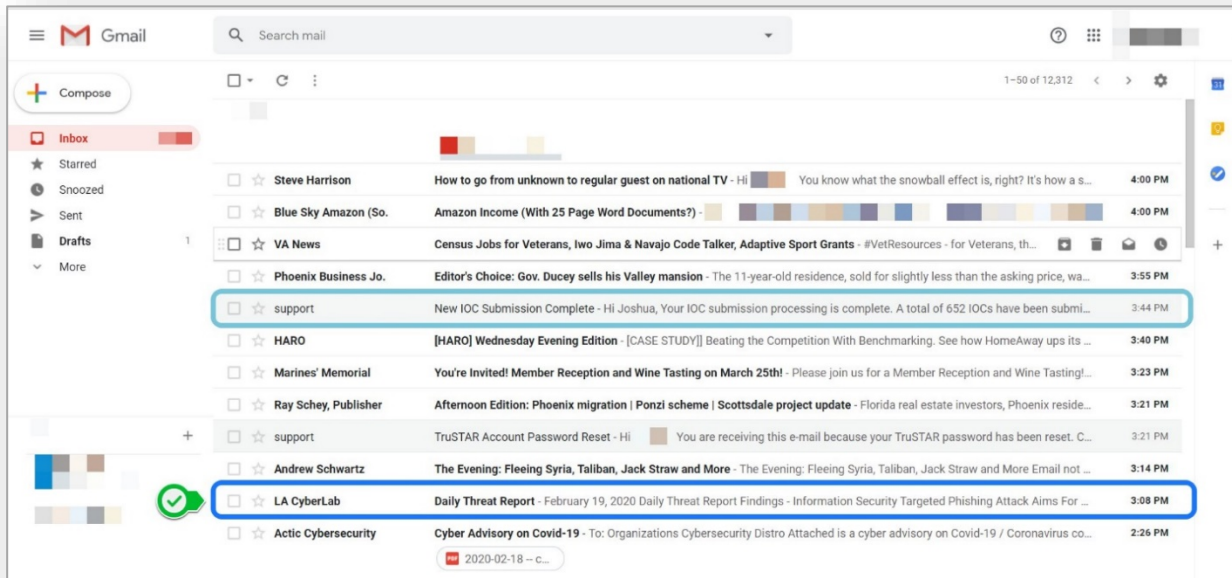 Gmail
Search mail
Compose
1–50 of 12,312
Inbox
Starred
Snoozed
Sent
Drafts 1
More
Steve Harrison How to go from unknown to regular guest on national TV - Hi You know what the snowball effect is, right? It's how a s... 4:00 PM
Blue Sky Amazon (So. Amazon Income (With 25 Page Word Documents?) - 4:00 PM
VA News Census Jobs for Veterans, Iwo Jima & Navajo Code Talker, Adaptive Sport Grants - #VetResources - for Veterans, th...
Phoenix Business Jo. Editor's Choice: Gov. Ducey sells his Valley mansion - The 11-year-old residence, sold for slightly less than the asking price, wa... 3:55 PM
support New IOC Submission Complete - Hi Joshua, Your IOC submission processing is complete. A total of 652 IOCs have been submi... 3:44 PM
HARO [HARO] Wednesday Evening Edition - [CASE STUDY]] Beating the Competition With Benchmarking. See how HomeAway ups its ... 3:40 PM
Marines' Memorial You're Invited! Member Reception and Wine Tasting on March 25th! - Please join us for a Member Reception and Wine Tasting!... 3:23 PM
Ray Schey, Publisher Afternoon Edition: Phoenix migration | Ponzi scheme | Scottsdale project update - Florida real estate investors, Phoenix reside... 3:21 PM
support TruSTAR Account Password Reset - Hi You are receiving this e-mail because your TruSTAR password has been reset. C... 3:21 PM
Andrew Schwartz The Evening: Fleeing Syria, Taliban, Jack Straw and More - The Evening: Fleeing Syria, Taliban, Jack Straw and More Email not ... 3:14 PM
LA CyberLab Daily Threat Report - February 19, 2020 Daily Threat Report Findings - Information Security Targeted Phishing Attack Aims For ... 3:08 PM
Actic Cybersecurity Cyber Advisory on Covid-19 - To: Organizations Cybersecurity Distro Attached is a cyber advisory on Covid-19 / Coronavirus co... 2:26 PM
PDF 2020-02-18 -- c...
31